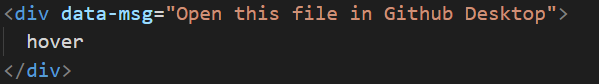 <div data-msg="Open this file in Github Desktop">
hover
</div>